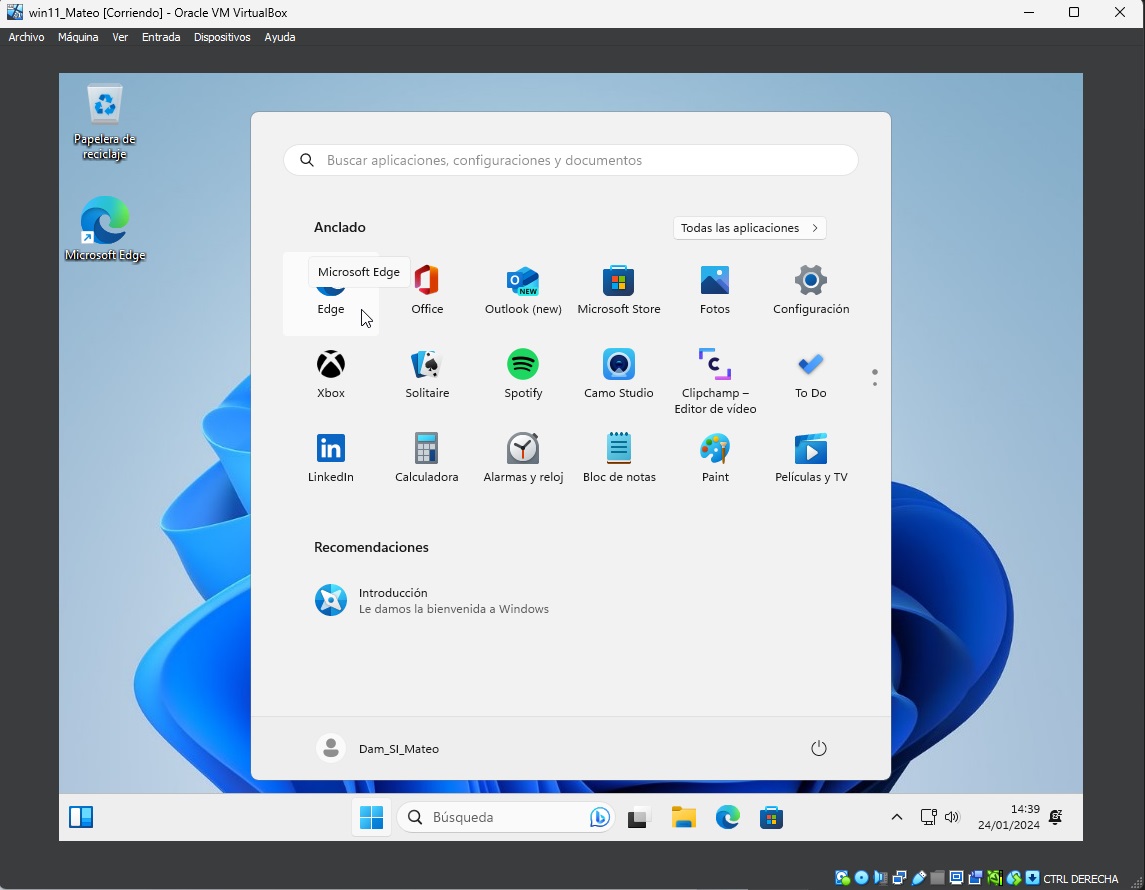 win11_Mateo [Corriendo] - Oracle VM VirtualBox
Archivo Máquina Ver Entrada Dispositivos Ayuda
Papelera de
reciclaje
Microsoft Edge
Buscar aplicaciones, configuraciones y documentos
Anclado
Todas las aplicaciones
Microsoft Edge
Edge Office Outlook (new) Microsoft Store Fotos Configuración
NEW
Xbox Solitaire Spotify Camo Studio Clipchamp – To Do
Editor de vídeo
LinkedIn Calculadora Alarmas y reloj Bloc de notas Paint Películas y TV
Recomendaciones
Introducción
Le damos la bienvenida a Windows
Dam_SI_Mateo
Búsqueda
14:39
24/01/2024
CTRL DERECHA